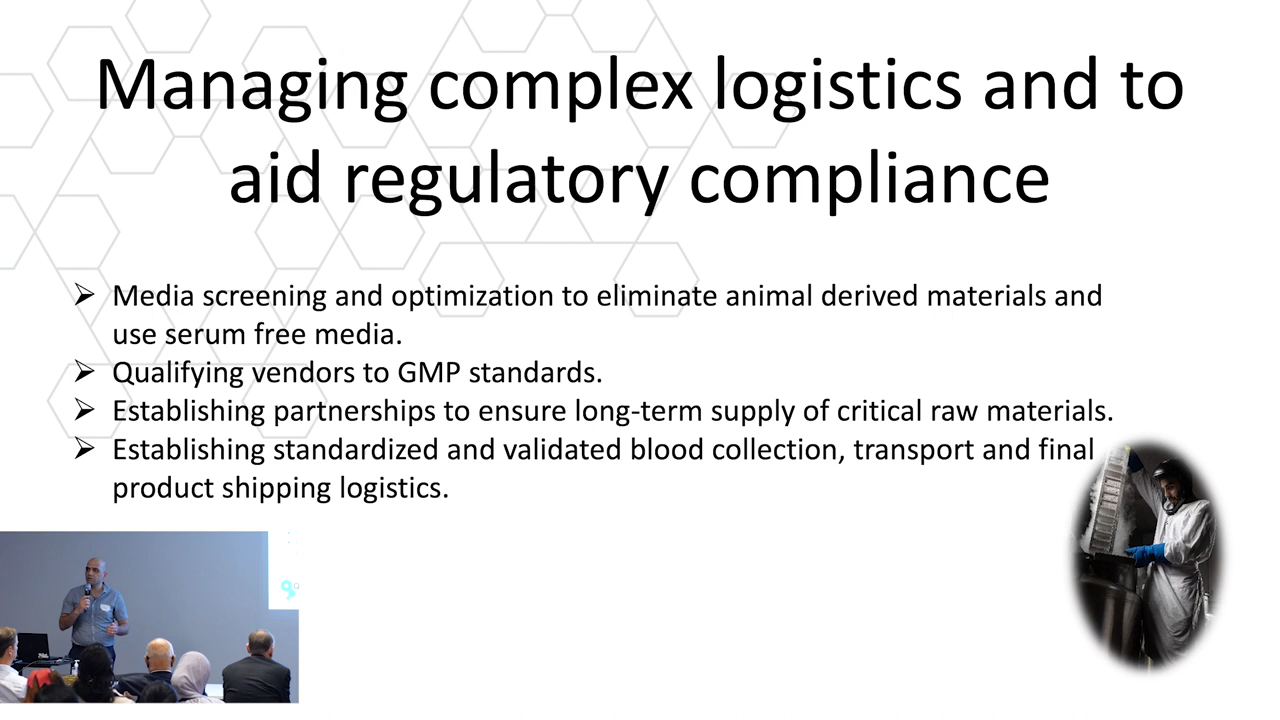 Managing complex logistics and to
aid regulatory compliance
➢ Media screening and optimization to eliminate animal derived materials and
use serum free media.
➢ Qualifying vendors to GMP standards.
➢ Establishing partnerships to ensure long-term supply of critical raw materials.
➢ Establishing standardized and validated blood collection, transport and final
product shipping logistics.